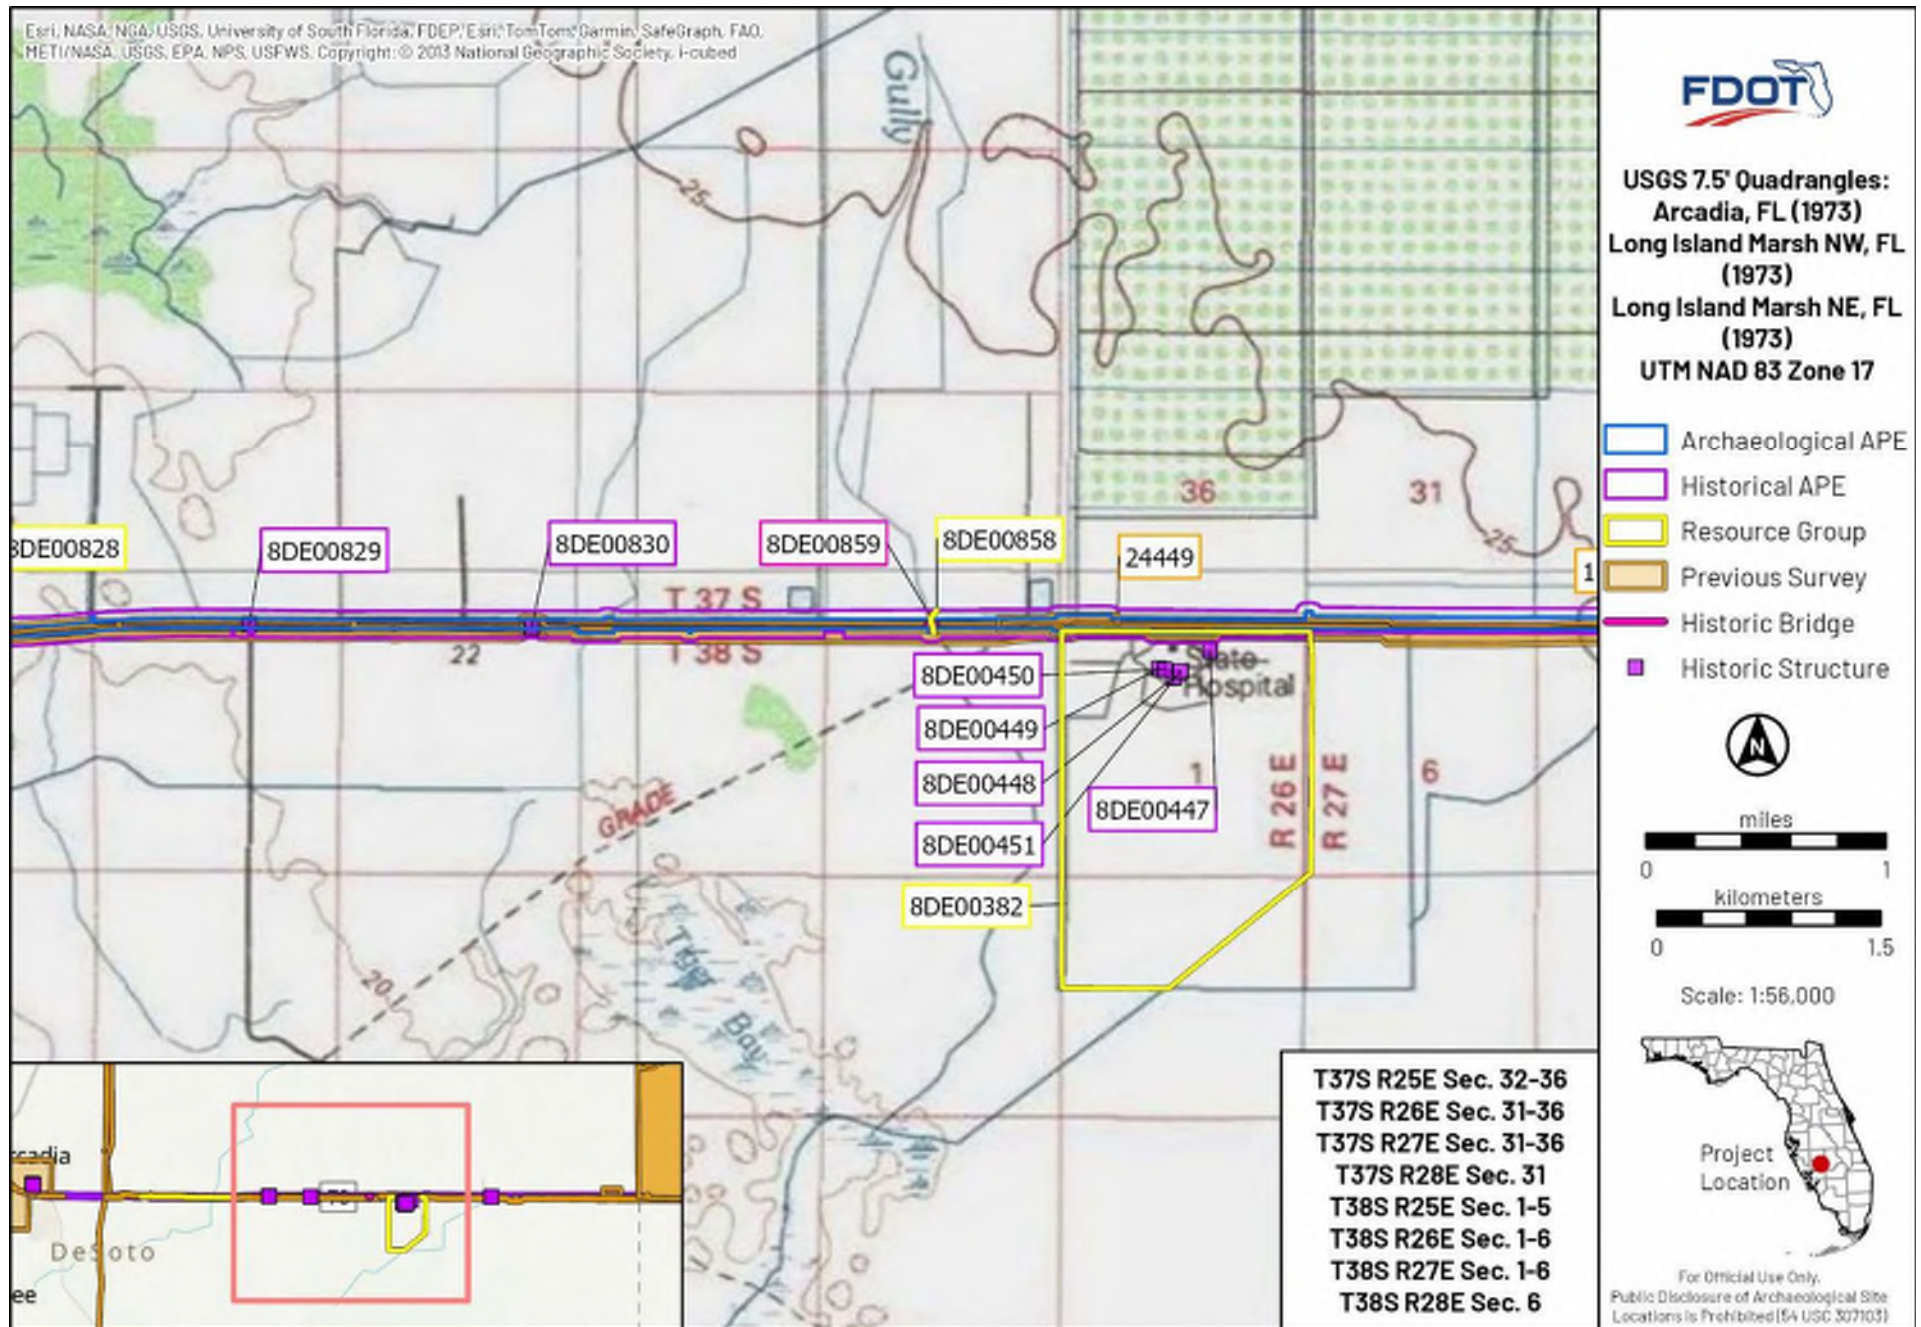 Esri, NASA, NGA, USGS, University of South Florida, FDEP, Esri, TomTom, Garmin, SafeGraph, FAO,
METI/NASA, USGS, EPA, NPS, USFWS, Copyright: © 2013 National Geographic Society, i-cubed
Gully
25
36
31
25
8DE00828
8DE00829
8DE00830
8DE00859
8DE00858
24449
1
T 37 S
T 38 S
22
State
Hospital
8DE00450
8DE00449
8DE00448
8DE00451
8DE00447
8DE00382
1
R 26 E
R 27 E
6
GRADE
20
Tiger
Bay
DeSoto
T37S R25E Sec. 32-36
T37S R26E Sec. 31-36
T37S R27E Sec. 31-36
T37S R28E Sec. 31
T38S R25E Sec. 1-5
T38S R26E Sec. 1-6
T38S R27E Sec. 1-6
T38S R28E Sec. 6
FDOT
USGS 7.5' Quadrangles:
Arcadia, FL (1973)
Long Island Marsh NW, FL
(1973)
Long Island Marsh NE, FL
(1973)
UTM NAD 83 Zone 17
Archaeological APE
Historical APE
Resource Group
Previous Survey
Historic Bridge
Historic Structure
N
miles
0 1
kilometers
0 1.5
Scale: 1:56,000
Project
Location
For Official Use Only.
Public Disclosure of Archaeological Site
Locations is Prohibited (54 USC 307103)